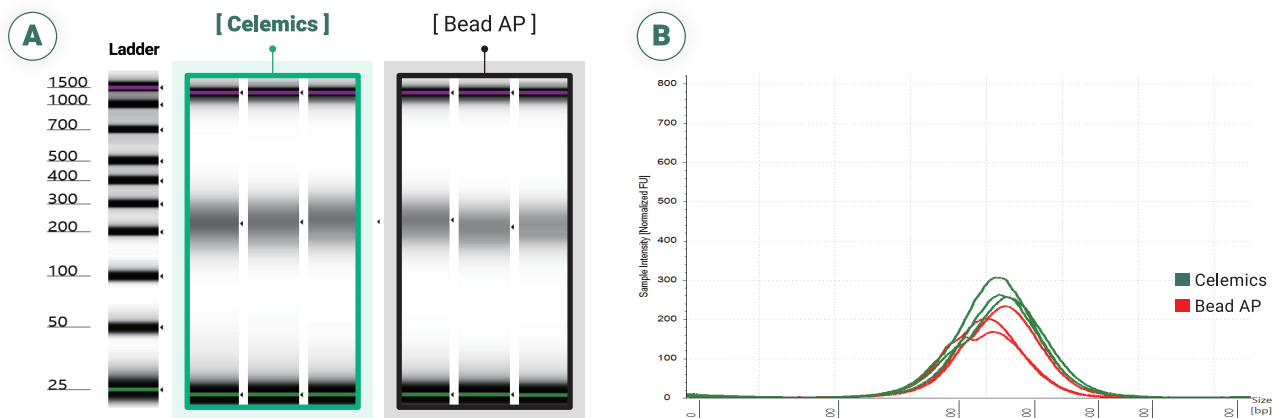 A
[ Celemics ]
[ Bead AP ]
Ladder
1500
1000
700
500
400
300
200
100
50
25
B
800
700
600
500
400
300
200
100
0
Sample Intensity [Normalized FU]
Celemics
Bead AP
Size
[bp]